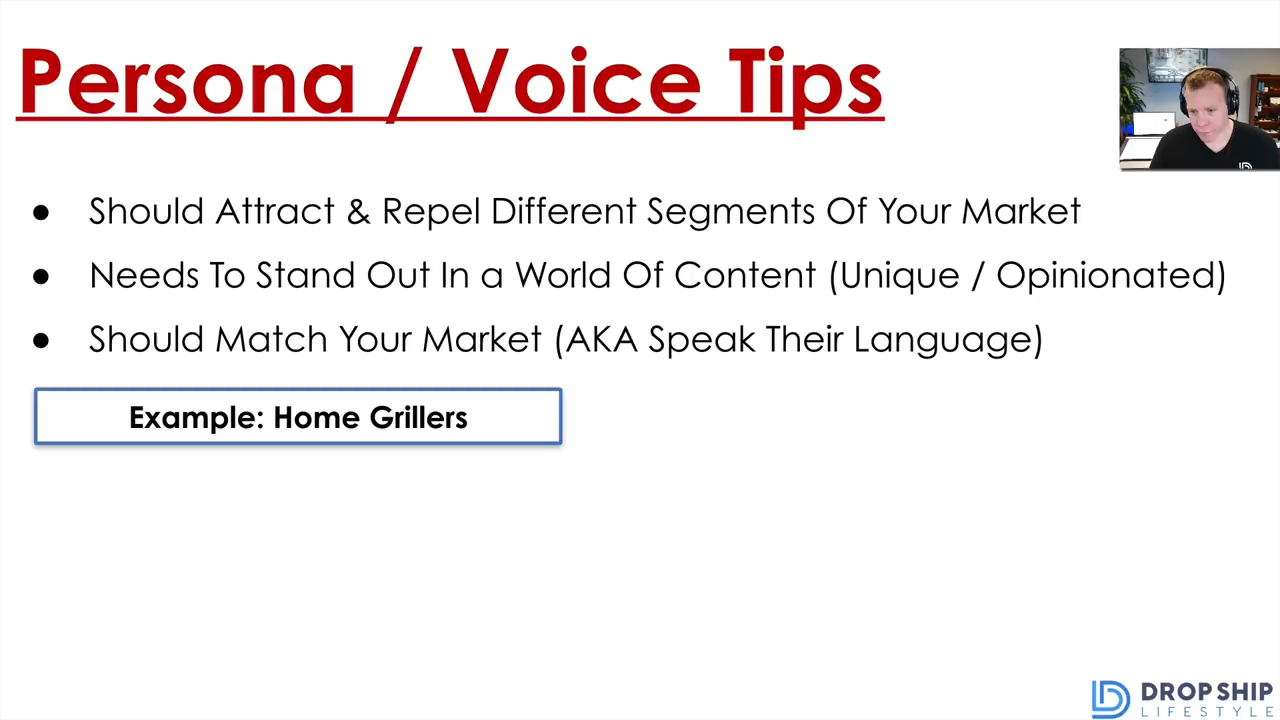 Persona / Voice Tips
● Should Attract & Repel Different Segments Of Your Market
● Needs To Stand Out In a World Of Content (Unique / Opinionated)
● Should Match Your Market (AKA Speak Their Language)
Example: Home Grillers
DROP SHIP
LIFESTYLE